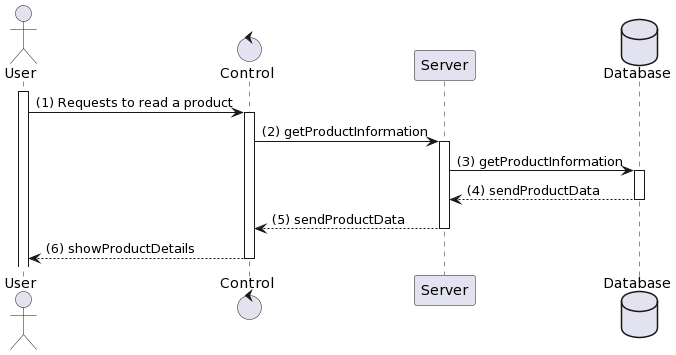 User
Control
Server
Database
(1) Requests to read a product
(2) getProductInformation
(3) getProductInformation
(4) sendProductData
(5) sendProductData
(6) showProductDetails
User
Control
Server
Database